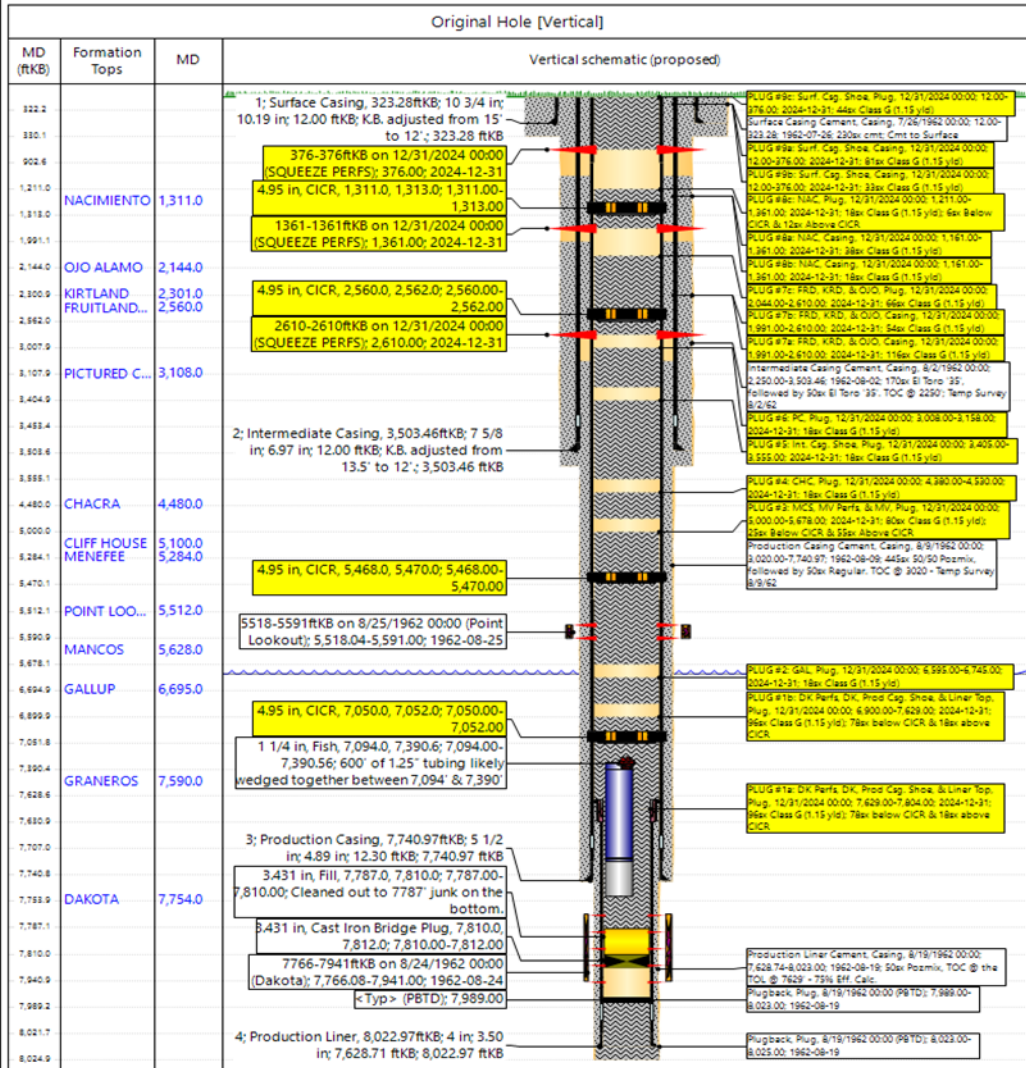 Original Hole [Vertical]
MD
(ftKB)
Formation
Tops
MD
Vertical schematic (proposed)
322.2
330.1
902.6
1,211.0
1,313.0
1,991.1
2,144.0
2,300.9
2,562.0
3,007.9
3,107.9
3,404.9
3,453.4
3,503.6
3,555.1
4,480.0
5,000.0
5,284.1
5,470.1
5,512.1
5,590.9
5,678.1
6,694.9
6,899.9
7,051.8
7,390.4
7,628.6
7,680.9
7,707.0
7,740.8
7,753.9
7,787.1
7,810.0
7,940.9
7,989.2
8,021.7
8,024.9
NACIMIENTO 1,311.0
OJO ALAMO 2,144.0
KIRTLAND 2,301.0
FRUITLAND... 2,560.0
PICTURED C... 3,108.0
CHACRA 4,480.0
CLIFF HOUSE 5,100.0
MENEFEE 5,284.0
POINT LOO... 5,512.0
MANCOS 5,628.0
GALLUP 6,695.0
GRANEROS 7,590.0
DAKOTA 7,754.0
1; Surface Casing, 323.28ftKB; 10 3/4 in;
10.19 in; 12.00 ftKB; K.B. adjusted from 15'
to 12'.; 323.28 ftKB
376-376ftKB on 12/31/2024 00:00
(SQUEEZE PERFS); 376.00; 2024-12-31
4.95 in, CICR, 1,311.0, 1,313.0; 1,311.00-
1,313.00
1361-1361ftKB on 12/31/2024 00:00
(SQUEEZE PERFS); 1,361.00; 2024-12-31
4.95 in, CICR, 2,560.0, 2,562.0; 2,560.00-
2,562.00
2610-2610ftKB on 12/31/2024 00:00
(SQUEEZE PERFS); 2,610.00; 2024-12-31
2; Intermediate Casing, 3,503.46ftKB; 7 5/8
in; 6.97 in; 12.00 ftKB; K.B. adjusted from
13.5' to 12'.; 3,503.46 ftKB
4.95 in, CICR, 5,468.0, 5,470.0; 5,468.00-
5,470.00
5518-5591ftKB on 8/25/1962 00:00 (Point
Lookout); 5,518.04-5,591.00; 1962-08-25
4.95 in, CICR, 7,050.0, 7,052.0; 7,050.00-
7,052.00
1 1/4 in, Fish, 7,094.0, 7,390.6; 7,094.00-
7,390.56; 600' of 1.25" tubing likely
wedged together between 7,094' & 7,390'
3; Production Casing, 7,740.97ftKB; 5 1/2
in; 4.89 in; 12.30 ftKB; 7,740.97 ftKB
3.431 in, Fill, 7,787.0, 7,810.0; 7,787.00-
7,810.00; Cleaned out to 7787' junk on the
bottom.
3.431 in, Cast Iron Bridge Plug, 7,810.0,
7,812.0; 7,810.00-7,812.00
7766-7941ftKB on 8/24/1962 00:00
(Dakota); 7,766.08-7,941.00; 1962-08-24
<Typ> (PBTD); 7,989.00
4; Production Liner, 8,022.97ftKB; 4 in; 3.50
in; 7,628.71 ftKB; 8,022.97 ftKB
PLUG #9c: Surf. Csg. Shoe, Plug, 12/31/2024 00:00; 12.00-
376.00; 2024-12-31; 44sx Class G (1.15 yld)
Surface Casing Cement, Casing, 7/26/1962 00:00; 12.00-
323.28; 1962-07-26; 230sx cmt; Cmt to Surface
PLUG #9a: Surf. Csg. Shoe, Casing, 12/31/2024 00:00;
12.00-376.00; 2024-12-31; 81sx Class G (1.15 yld)
PLUG #9b: Surf. Csg. Shoe, Casing, 12/31/2024 00:00;
12.00-376.00; 2024-12-31; 33sx Class G (1.15 yld)
PLUG #8c: NAC, Plug, 12/31/2024 00:00; 1,211.00-
1,361.00; 2024-12-31; 18sx Class G (1.15 yld); 6sx Below
CICR & 12sx Above CICR
PLUG #8a: NAC, Casing, 12/31/2024 00:00; 1,161.00-
1,361.00; 2024-12-31; 38sx Class G (1.15 yld)
PLUG #8b: NAC, Casing, 12/31/2024 00:00; 1,161.00-
1,361.00; 2024-12-31; 18sx Class G (1.15 yld)
PLUG #7c: FRD, KRD, & OJO, Plug, 12/31/2024 00:00;
2,044.00-2,610.00; 2024-12-31; 66sx Class G (1.15 yld)
PLUG #7b: FRD, KRD, & OJO, Casing, 12/31/2024 00:00;
1,991.00-2,610.00; 2024-12-31; 54sx Class G (1.15 yld)
PLUG #7a: FRD, KRD, & OJO, Casing, 12/31/2024 00:00;
1,991.00-2,610.00; 2024-12-31; 116sx Class G (1.15 yld)
Intermediate Casing Cement, Casing, 8/2/1962 00:00;
2,250.00-3,503.46; 1962-08-02; 170sx El Toro '35',
followed by 50sx El Toro '35'. TOC @ 2250'; Temp Survey
8/2/62
PLUG #6: PC, Plug, 12/31/2024 00:00; 3,008.00-3,158.00;
2024-12-31; 18sx Class G (1.15 yld)
PLUG #5: Int. Csg. Shoe, Plug, 12/31/2024 00:00; 3,405.00-
3,555.00; 2024-12-31; 18sx Class G (1.15 yld)
PLUG #4: CHC, Plug, 12/31/2024 00:00; 4,380.00-4,530.00;
2024-12-31; 18sx Class G (1.15 yld)
PLUG #3: MCS, MV Perfs, & MV, Plug, 12/31/2024 00:00;
5,000.00-5,678.00; 2024-12-31; 80sx Class G (1.15 yld);
25sx Below CICR & 55sx Above CICR
Production Casing Cement, Casing, 8/9/1962 00:00;
3,020.00-7,740.97; 1962-08-09; 445sx 50/50 Pozmix,
followed by 50sx Regular. TOC @ 3020 - Temp Survey
8/9/62
PLUG #2: GAL, Plug, 12/31/2024 00:00; 6,595.00-6,745.00;
2024-12-31; 18sx Class G (1.15 yld)
PLUG #1b: DK Perfs, DK, Prod Csg. Shoe, & Liner Top,
Plug, 12/31/2024 00:00; 6,900.00-7,629.00; 2024-12-31;
96sx Class G (1.15 yld); 78sx below CICR & 18sx above
CICR
PLUG #1a: DK Perfs, DK, Prod Csg. Shoe, & Liner Top,
Plug, 12/31/2024 00:00; 7,629.00-7,804.00; 2024-12-31;
96sx Class G (1.15 yld); 78sx below CICR & 18sx above
CICR
Production Liner Cement, Casing, 8/19/1962 00:00;
7,628.74-8,023.00; 1962-08-19; 50sx Pozmix, TOC @ the
TOL @ 7629' - 75% Eff. Calc.
Plugback, Plug, 8/19/1962 00:00 (PBTD); 7,989.00-
8,023.00; 1962-08-19
Plugback, Plug, 8/19/1962 00:00 (PBTD); 8,023.00-
8,025.00; 1962-08-19